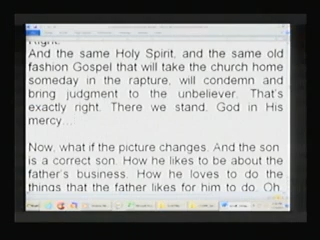 Right.
And the same Holy Spirit, and the same old
fashion Gospel that will take the church home
someday in the rapture, will condemn and
bring judgment to the unbeliever. That's
exactly right. There we stand. God in His
mercy...
Now, what if the picture changes. And the son
is a correct son. How he likes to be about the
father's business. How he loves to do the
things that the father likes for him to do. Oh